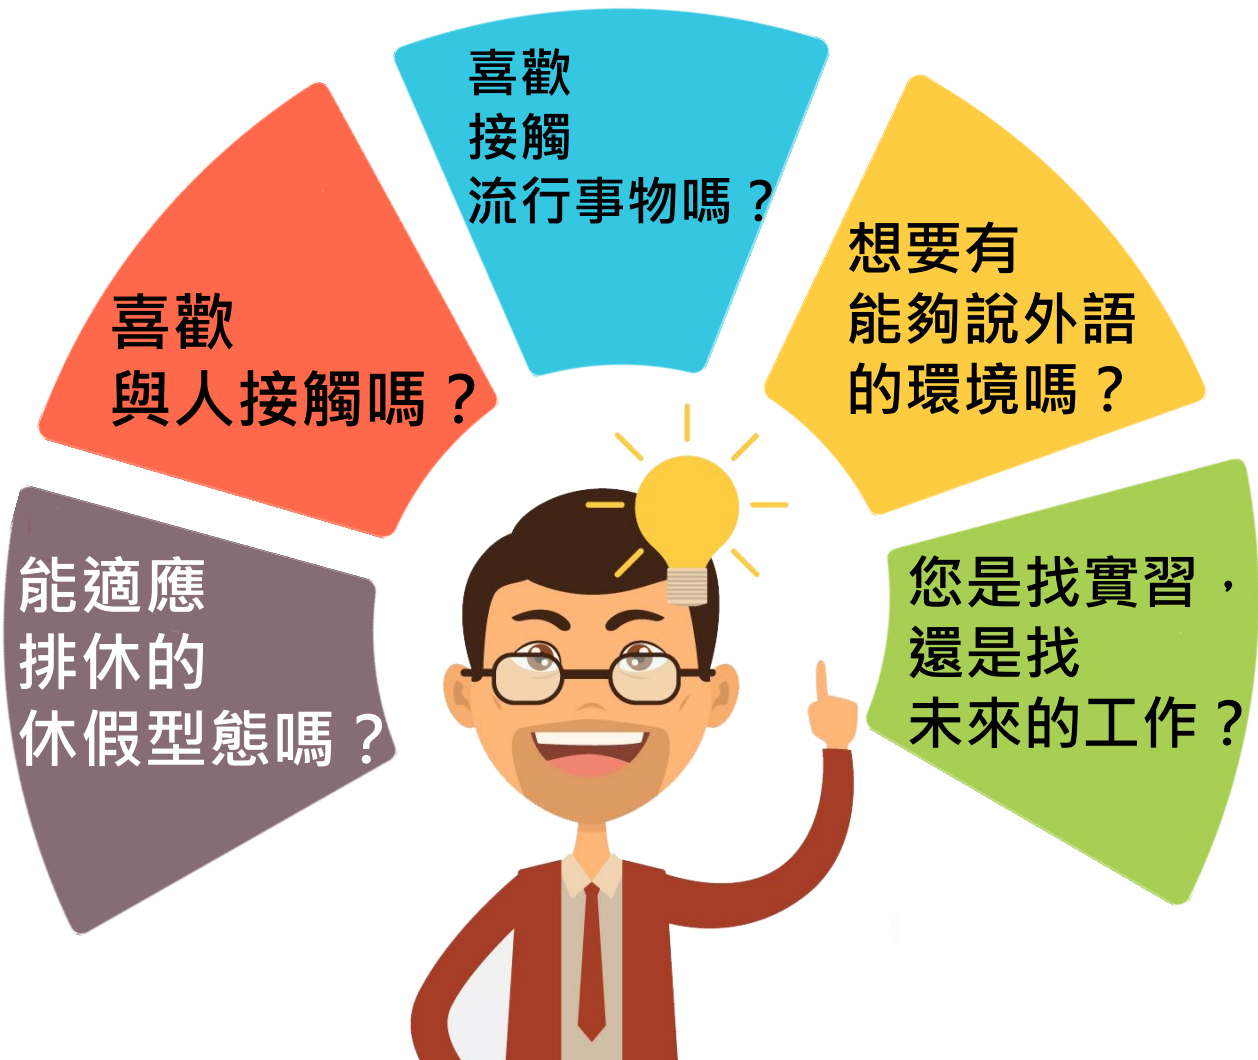 喜歡
接觸
流行事物嗎？
喜歡
與人接觸嗎？
想要有
能夠說外語
的環境嗎？
能適應
排休的
休假型態嗎？
您是找實習，
還是找
未來的工作？